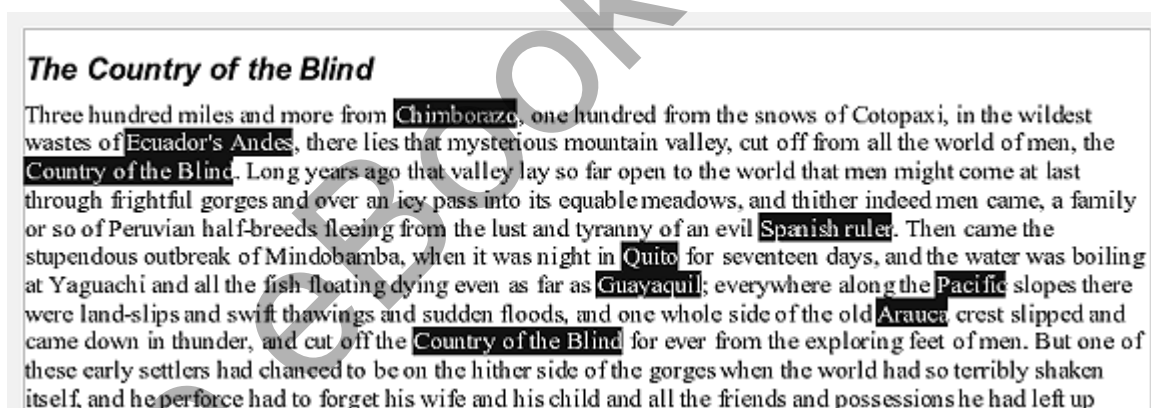 The Country of the Blind
Three hundred miles and more from Chimborazo, one hundred from the snows of Cotopaxi, in the wildest
wastes of Ecuador's Andes, there lies that mysterious mountain valley, cut off from all the world of men, the
Country of the Blind. Long years ago that valley lay so far open to the world that men might come at last
through frightful gorges and over an icy pass into its equable meadows, and thither indeed men came, a family
or so of Peruvian half-breeds fleeing from the lust and tyranny of an evil Spanish ruler. Then came the
stupendous outbreak of Mindobamba, when it was night in Quito for seventeen days, and the water was boiling
at Yaguachi and all the fish floating dying even as far as Guayaquil; everywhere along the Pacific slopes there
were land-slips and swift thawings and sudden floods, and one whole side of the old Arauca crest slipped and
came down in thunder, and cut off the Country of the Blind for ever from the exploring feet of men. But one of
these early settlers had chanced to be on the hither side of the gorges when the world had so terribly shaken
itself, and he perforce had to forget his wife and his child and all the friends and possessions he had left up
eBook